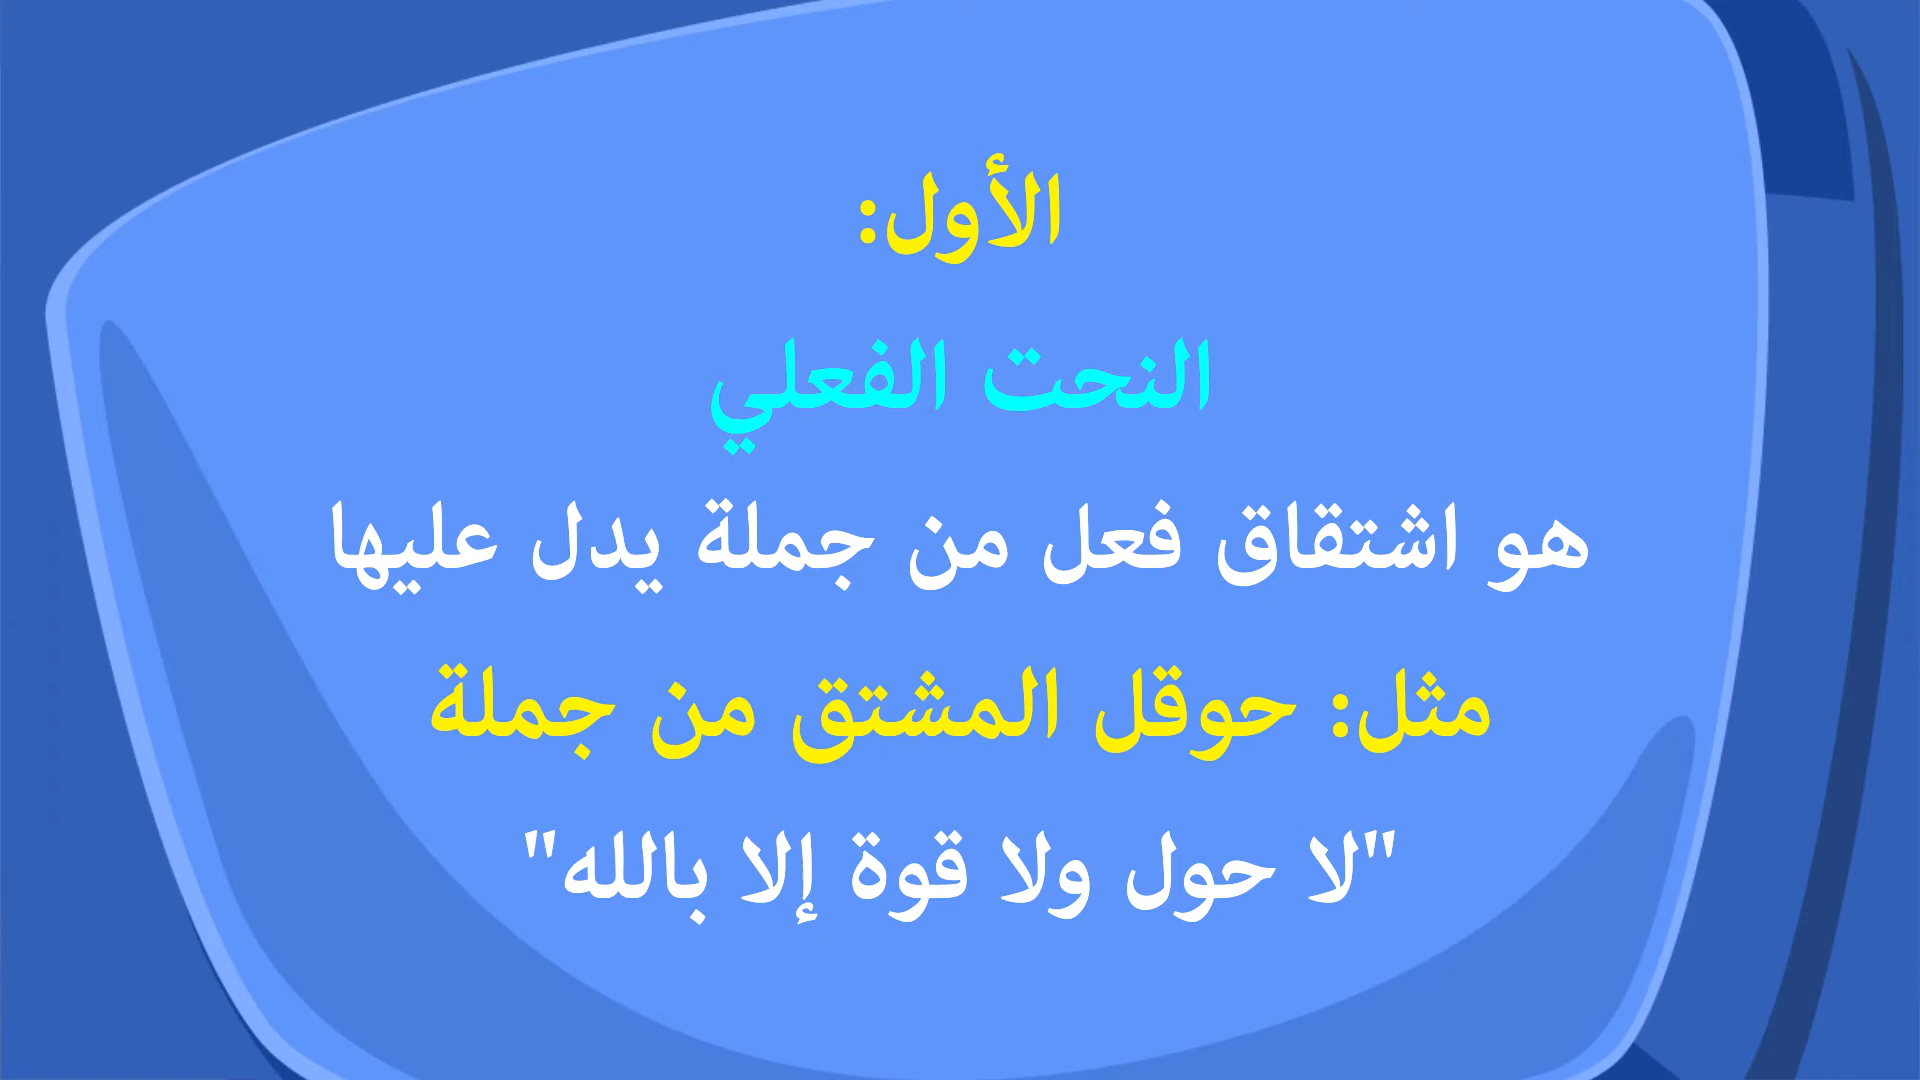 الأول:
النحت الفعلي
هو اشتقاق فعل من جملة يدل عليها
مثل: حوقل المشتق من جملة
"لا حول ولا قوة إلا بالله"